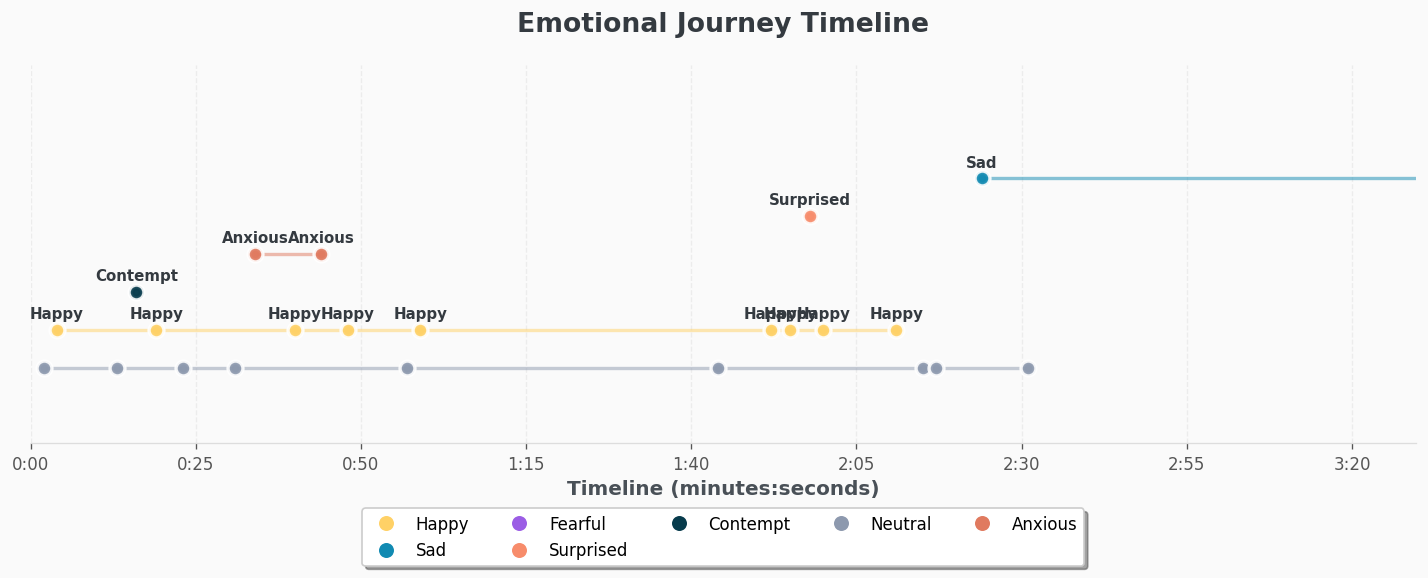 Emotional Journey Timeline
Sad
Surprised
Anxious Anxious
Contempt
Happy Happy Happy Happy Happy Happy Happy Happy Happy
0:00 0:25 0:50 1:15 1:40 2:05 2:30 2:55 3:20
Timeline (minutes:seconds)
Happy Fearful Contempt Neutral Anxious
Sad Surprised